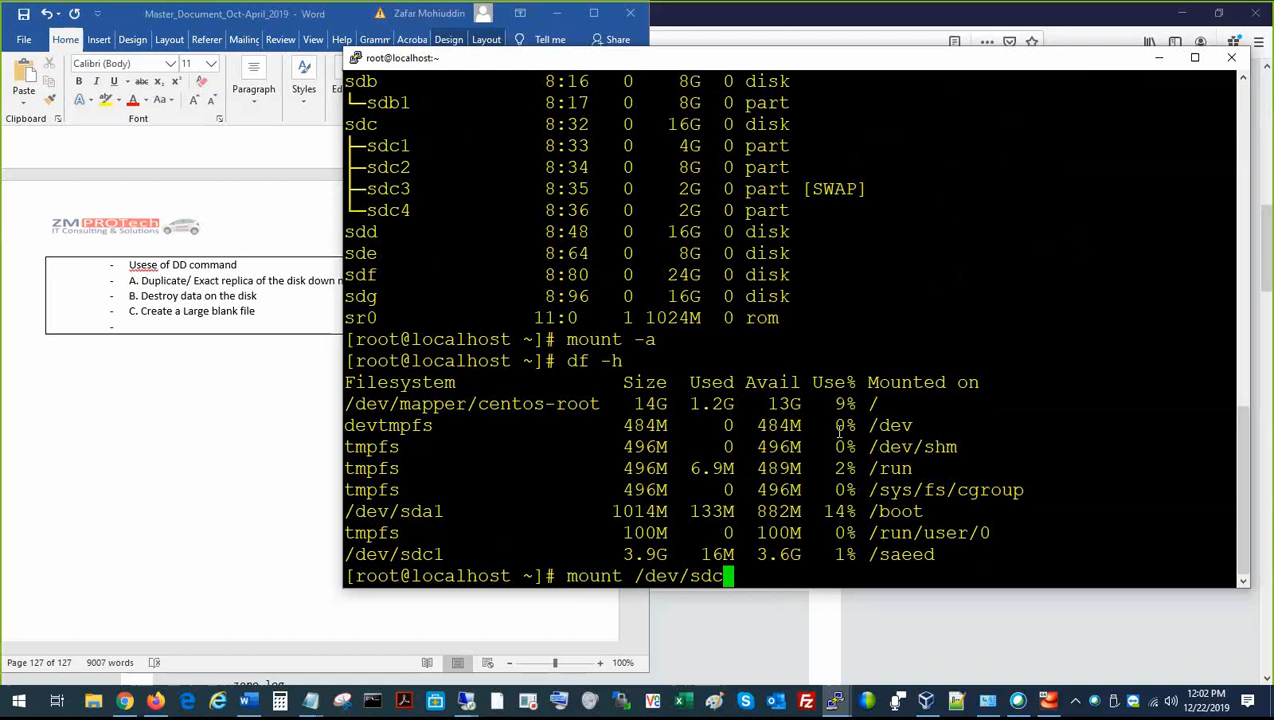 Master_Document_Oct-April_2019 - Word
Zafar Mohiuddin
File Home Insert Design Layout Referer Mailing Review View Help Gramm Acroba Design Layout Tell me Share
Calibri (Body) 11
Paste
Paragraph
Styles
Clipboard
Font
ZM PROTech
IT Consulting & Solutions
- Usese of DD command
- A. Duplicate/ Exact replica of the disk down
- B. Destroy data on the disk
- C. Create a Large blank file
-
Page 127 of 127 9007 words
100%
root@localhost:~
sdb 8:16 0 8G 0 disk
└─sdb1 8:17 0 8G 0 part
sdc 8:32 0 16G 0 disk
├─sdc1 8:33 0 4G 0 part
├─sdc2 8:34 0 8G 0 part
├─sdc3 8:35 0 2G 0 part [SWAP]
└─sdc4 8:36 0 2G 0 part
sdd 8:48 0 16G 0 disk
sde 8:64 0 8G 0 disk
sdf 8:80 0 24G 0 disk
sdg 8:96 0 16G 0 disk
sr0 11:0 1 1024M 0 rom
[root@localhost ~]# mount -a
[root@localhost ~]# df -h
Filesystem Size Used Avail Use% Mounted on
/dev/mapper/centos-root 14G 1.2G 13G 9% /
devtmpfs 484M 0 484M 0% /dev
tmpfs 496M 0 496M 0% /dev/shm
tmpfs 496M 6.9M 489M 2% /run
tmpfs 496M 0 496M 0% /sys/fs/cgroup
/dev/sda1 1014M 133M 882M 14% /boot
tmpfs 100M 0 100M 0% /run/user/0
/dev/sdc1 3.9G 16M 3.6G 1% /saeed
[root@localhost ~]# mount /dev/sdc
12:02 PM
12/22/2019